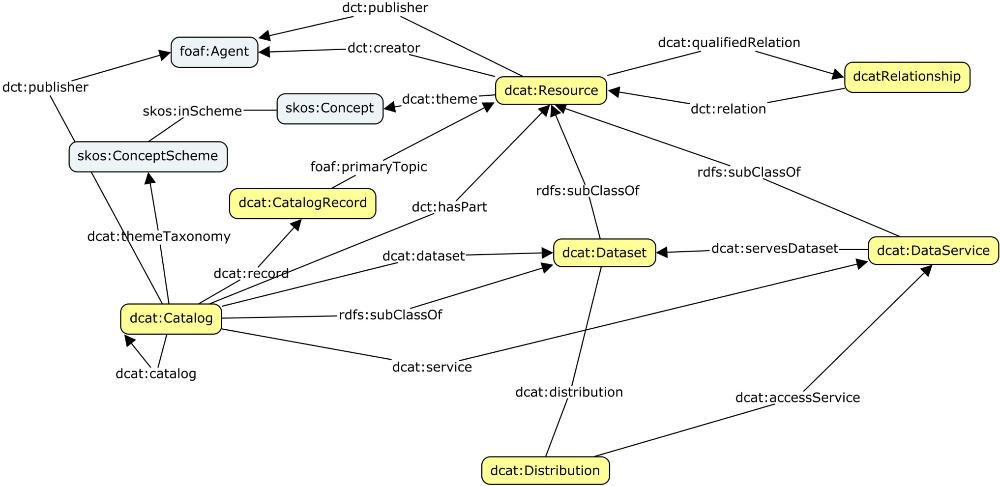 dct:publisher
dcat:qualifiedRelation
dct:creator
foaf:Agent
dcatRelationship
dct:publisher
dcat:Resource
dcat:theme
skos:Concept
dct:relation
skos:inScheme
skos:ConceptScheme
foaf:primaryTopic
rdfs:subClassOf
rdfs:subClassOf
dcat:CatalogRecord
dct:hasPart
dcat:themeTaxonomy
dcat:dataset
dcat:Dataset
dcat:servesDataset
dcat:DataService
dcat:record
dcat:Catalog
rdfs:subClassOf
dcat:service
dcat:catalog
dcat:distribution
dcat:accessService
dcat:Distribution